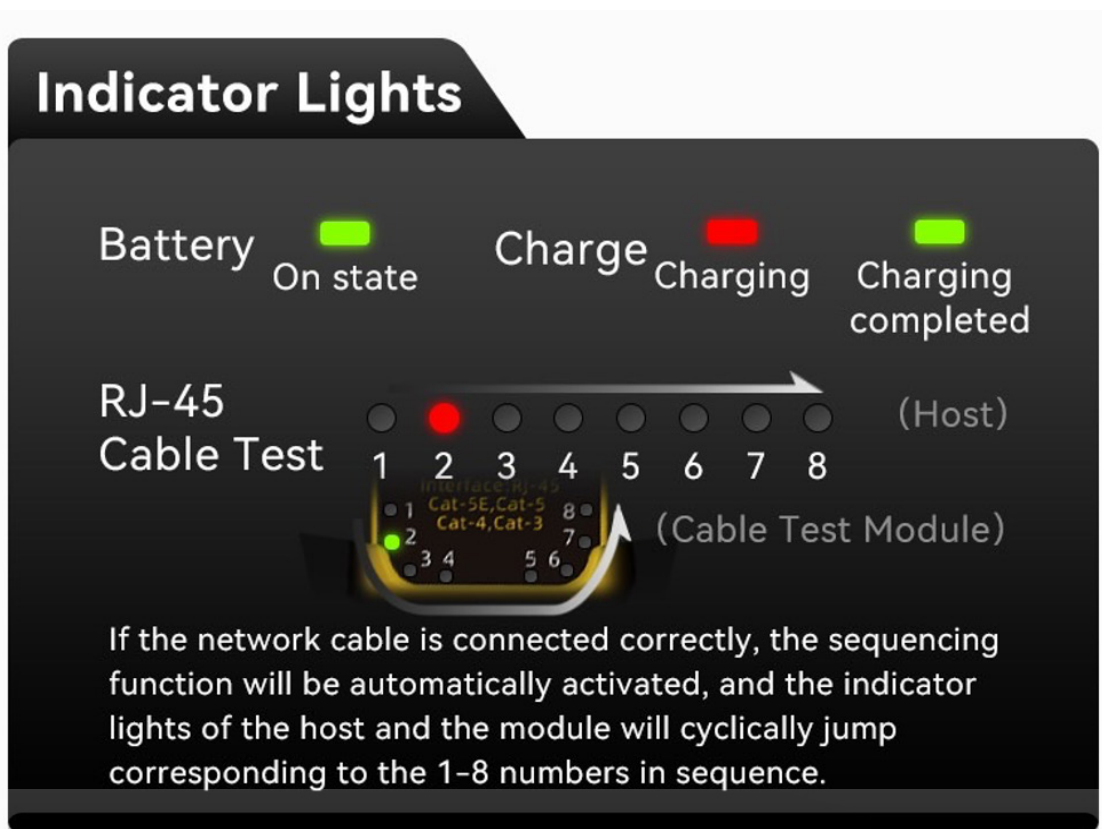 Indicator Lights
Battery
On state
Charge
Charging
Charging
completed
RJ-45
Cable Test
(Host)
1 2 3 4 5 6 7 8
Interface:RJ-45
Cat-5E,Cat-5
Cat-4,Cat-3
1 8
2 7
3 4 5 6
(Cable Test Module)
If the network cable is connected correctly, the sequencing
function will be automatically activated, and the indicator
lights of the host and the module will cyclically jump
corresponding to the 1-8 numbers in sequence.